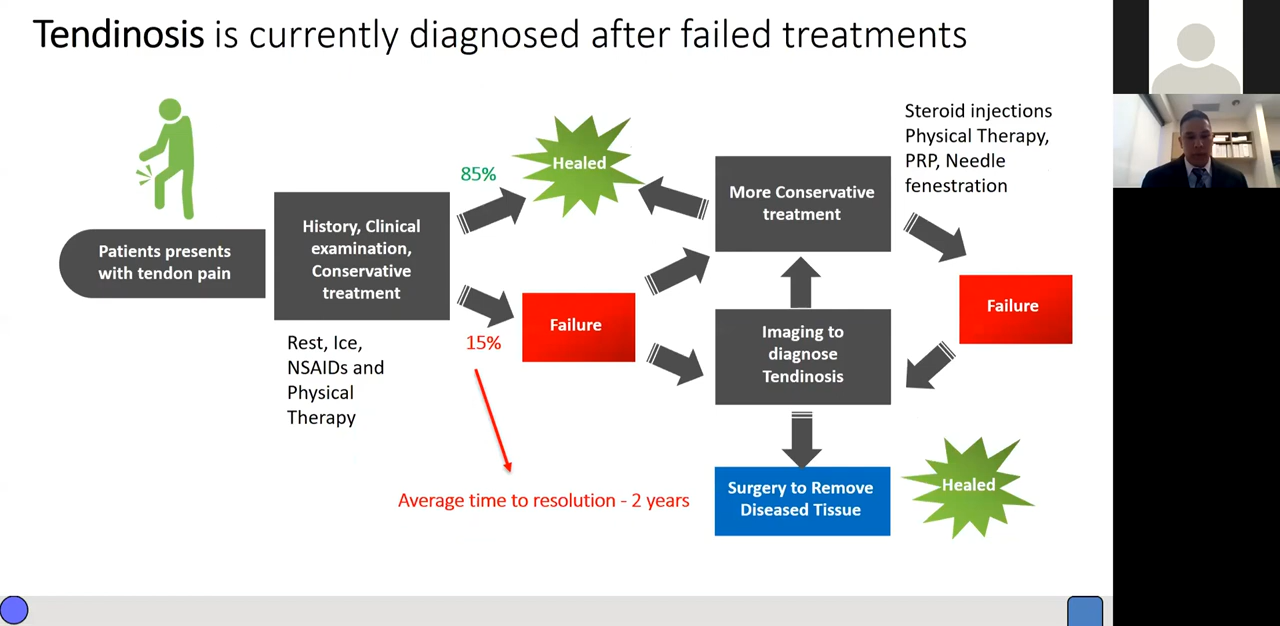 Tendinosis is currently diagnosed after failed treatments
Patients presents
with tendon pain
History, Clinical
examination,
Conservative
treatment
Rest, Ice,
NSAIDs and
Physical
Therapy
85%
Healed
15%
Failure
Average time to resolution - 2 years
More Conservative
treatment
Steroid injections
Physical Therapy,
PRP, Needle
fenestration
Failure
Imaging to
diagnose
Tendinosis
Surgery to Remove
Diseased Tissue
Healed